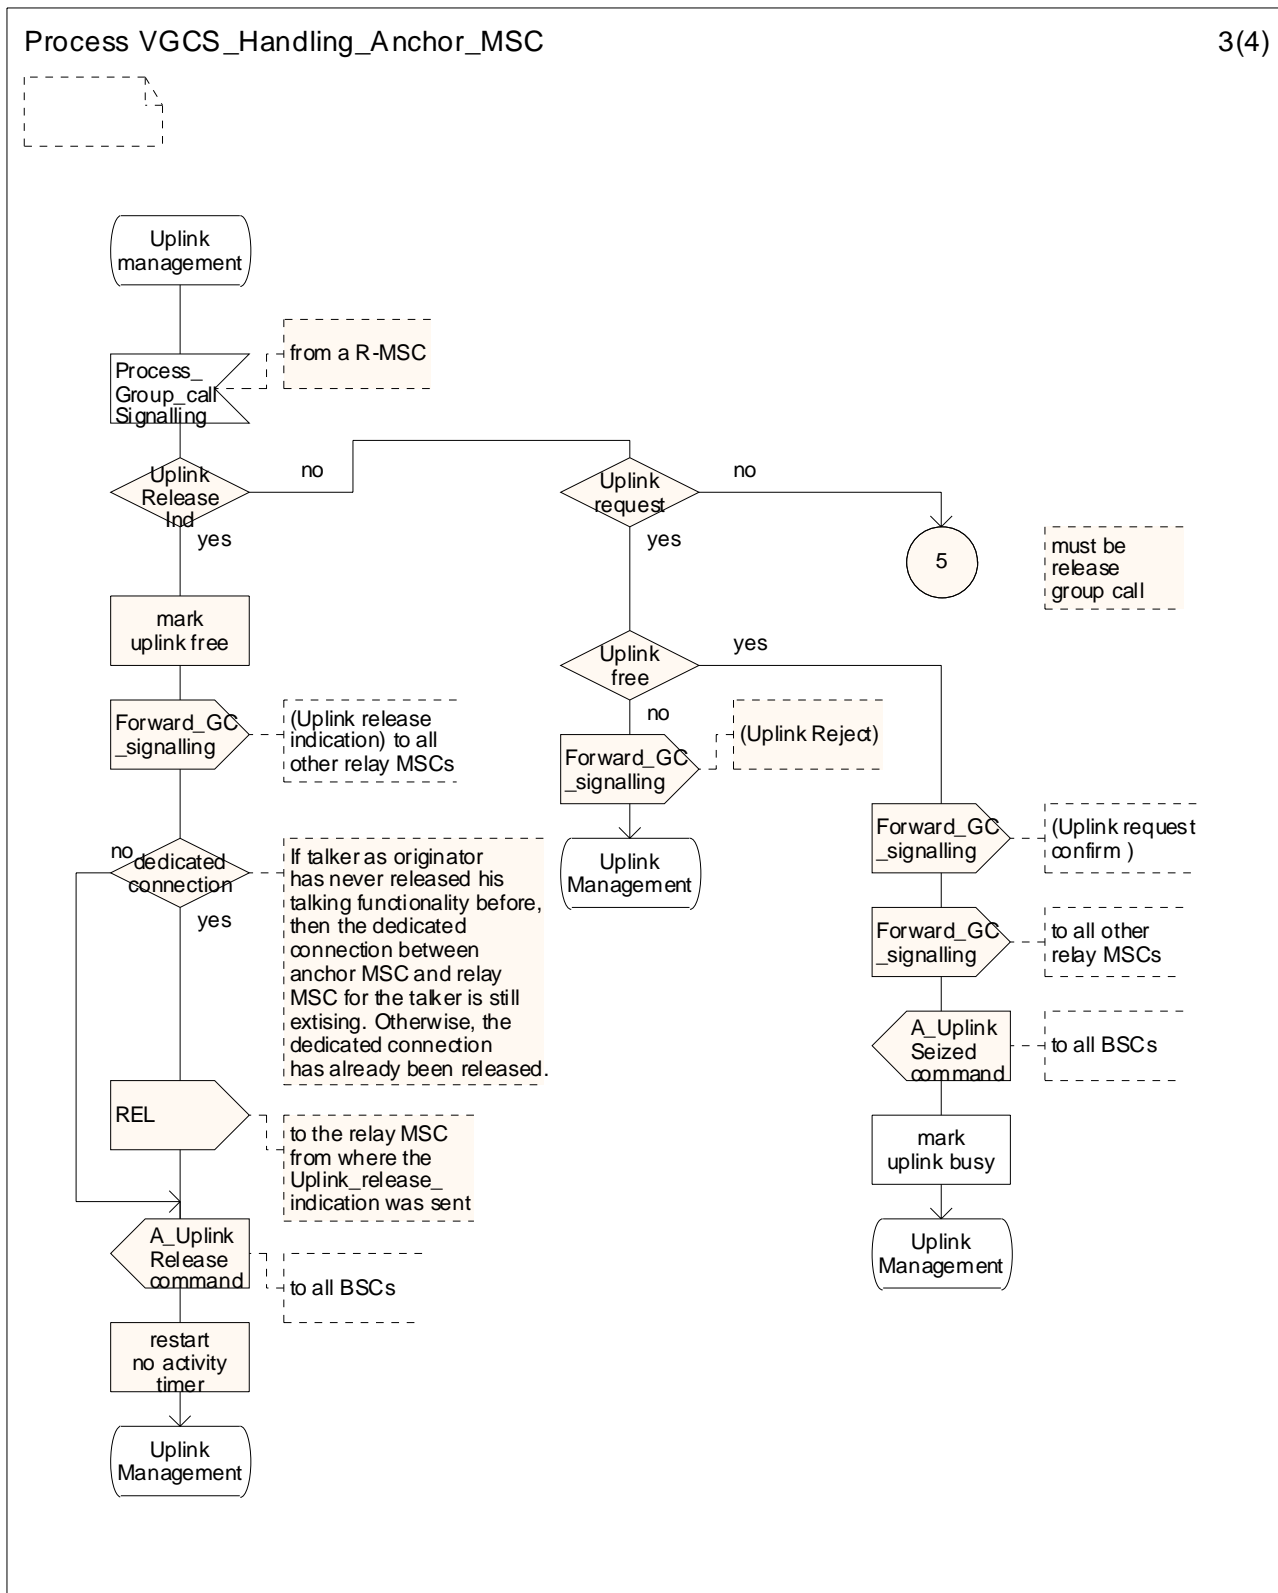 Process VGCS_Handling_Anchor_MSC
3(4)
Uplink
management
Process_
Group_call
Signalling
from a R-MSC
Uplink
Release
Ind
no
yes
Uplink
request
no
yes
5
must be
release
group call
mark
uplink free
Uplink
free
yes
no
Forward_GC
_signalling
(Uplink release
indication) to all
other relay MSCs
Forward_GC
_signalling
(Uplink Reject)
Uplink
Management
Forward_GC
_signalling
(Uplink request
confirm )
Forward_GC
_signalling
to all other
relay MSCs
A_Uplink
Seized
command
to all BSCs
mark
uplink busy
Uplink
Management
no
dedicated
connection
yes
If talker as originator
has never released his
talking functionality before,
then the dedicated
connection between
anchor MSC and relay
MSC for the talker is still
extising. Otherwise, the
dedicated connection
has already been released.
REL
to the relay MSC
from where the
Uplink_release_
indication was sent
A_Uplink
Release
command
to all BSCs
restart
no activity
timer
Uplink
Management